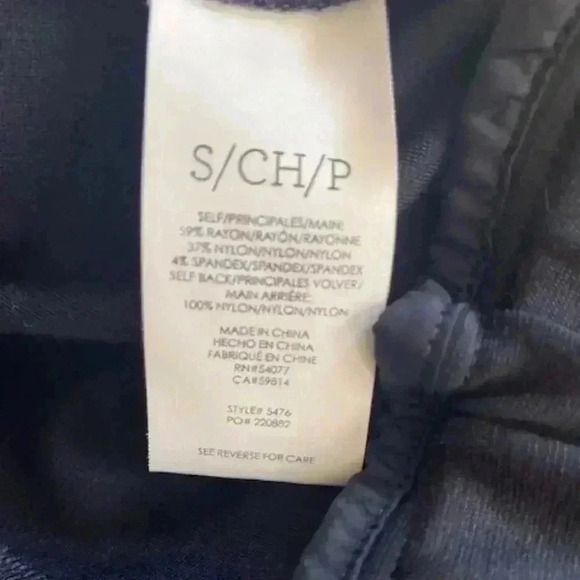 S/CH/P
SELF/PRINCIPALES/MAIN:
59% RAYON/RAYÓN/RAYONNE
37% NYLON/NYLON/NYLON
4% SPANDEX/SPANDEX/SPANDEX
SELF BACK/PRINCIPALES VOLVER/
MAIN ARRIÈRE:
100% NYLON/NYLON/NYLON
MADE IN CHINA
HECHO EN CHINA
FABRIQUÉ EN CHINE
RN#54077
CA#59814
STYLE# 5476
PO# 220882
SEE REVERSE FOR CARE